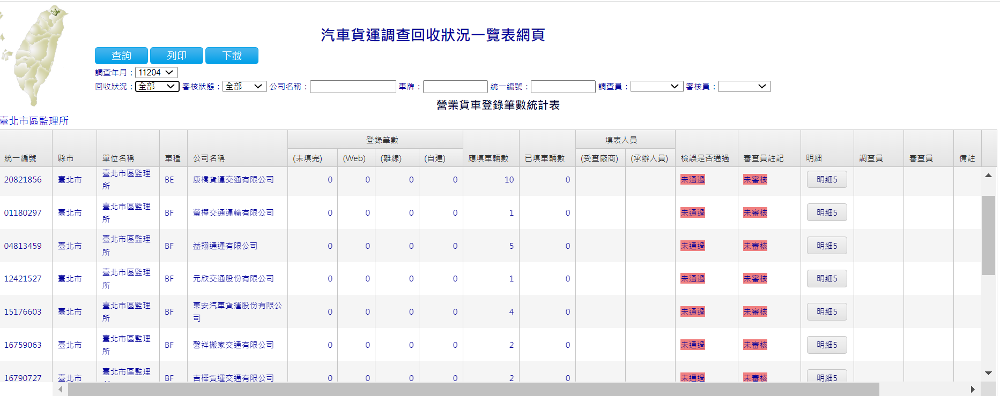 台北市
汽車貨運調查回收狀況一覽表網頁
查詢 列印 下載
調查年月：11204
回收狀況：全部 審核狀態：全部 公司名稱： 車牌： 統一編號： 調查員： 審核員：
營業貨車登錄筆數統計表
臺北市區監理所
登錄筆數 填表人員
統一編號 縣市 單位名稱 車種 公司名稱 (未填完) (Web) (離線) (自建) 應填車輛數 已填車輛數 (受查廠商) (承辦人員) 檢誤是否通過 審查員註記 明細 調查員 審查員 備註
20821856 臺北市 臺北市區監理所 BE 康橋貨運交通有限公司 0 0 0 0 10 0 未通過 未審核 明細5
01180297 臺北市 臺北市區監理所 BF 瑩樺交通運輸有限公司 0 0 0 0 1 0 未通過 未審核 明細5
04813459 臺北市 臺北市區監理所 BF 益翔通運有限公司 0 0 0 0 5 0 未通過 未審核 明細5
12421527 臺北市 臺北市區監理所 BF 元欣交通股份有限公司 0 0 0 0 1 0 未通過 未審核 明細5
15176603 臺北市 臺北市區監理所 BF 東安汽車貨運股份有限公司 0 0 0 0 4 0 未通過 未審核 明細5
16759063 臺北市 臺北市區監理所 BF 馨祥搬家交通有限公司 0 0 0 0 2 0 未通過 未審核 明細5
16790727 臺北市 臺北市區監理 BF 吉樺貨運交通有限公司 0 0 0 0 2 0 未通過 未審核 明細5